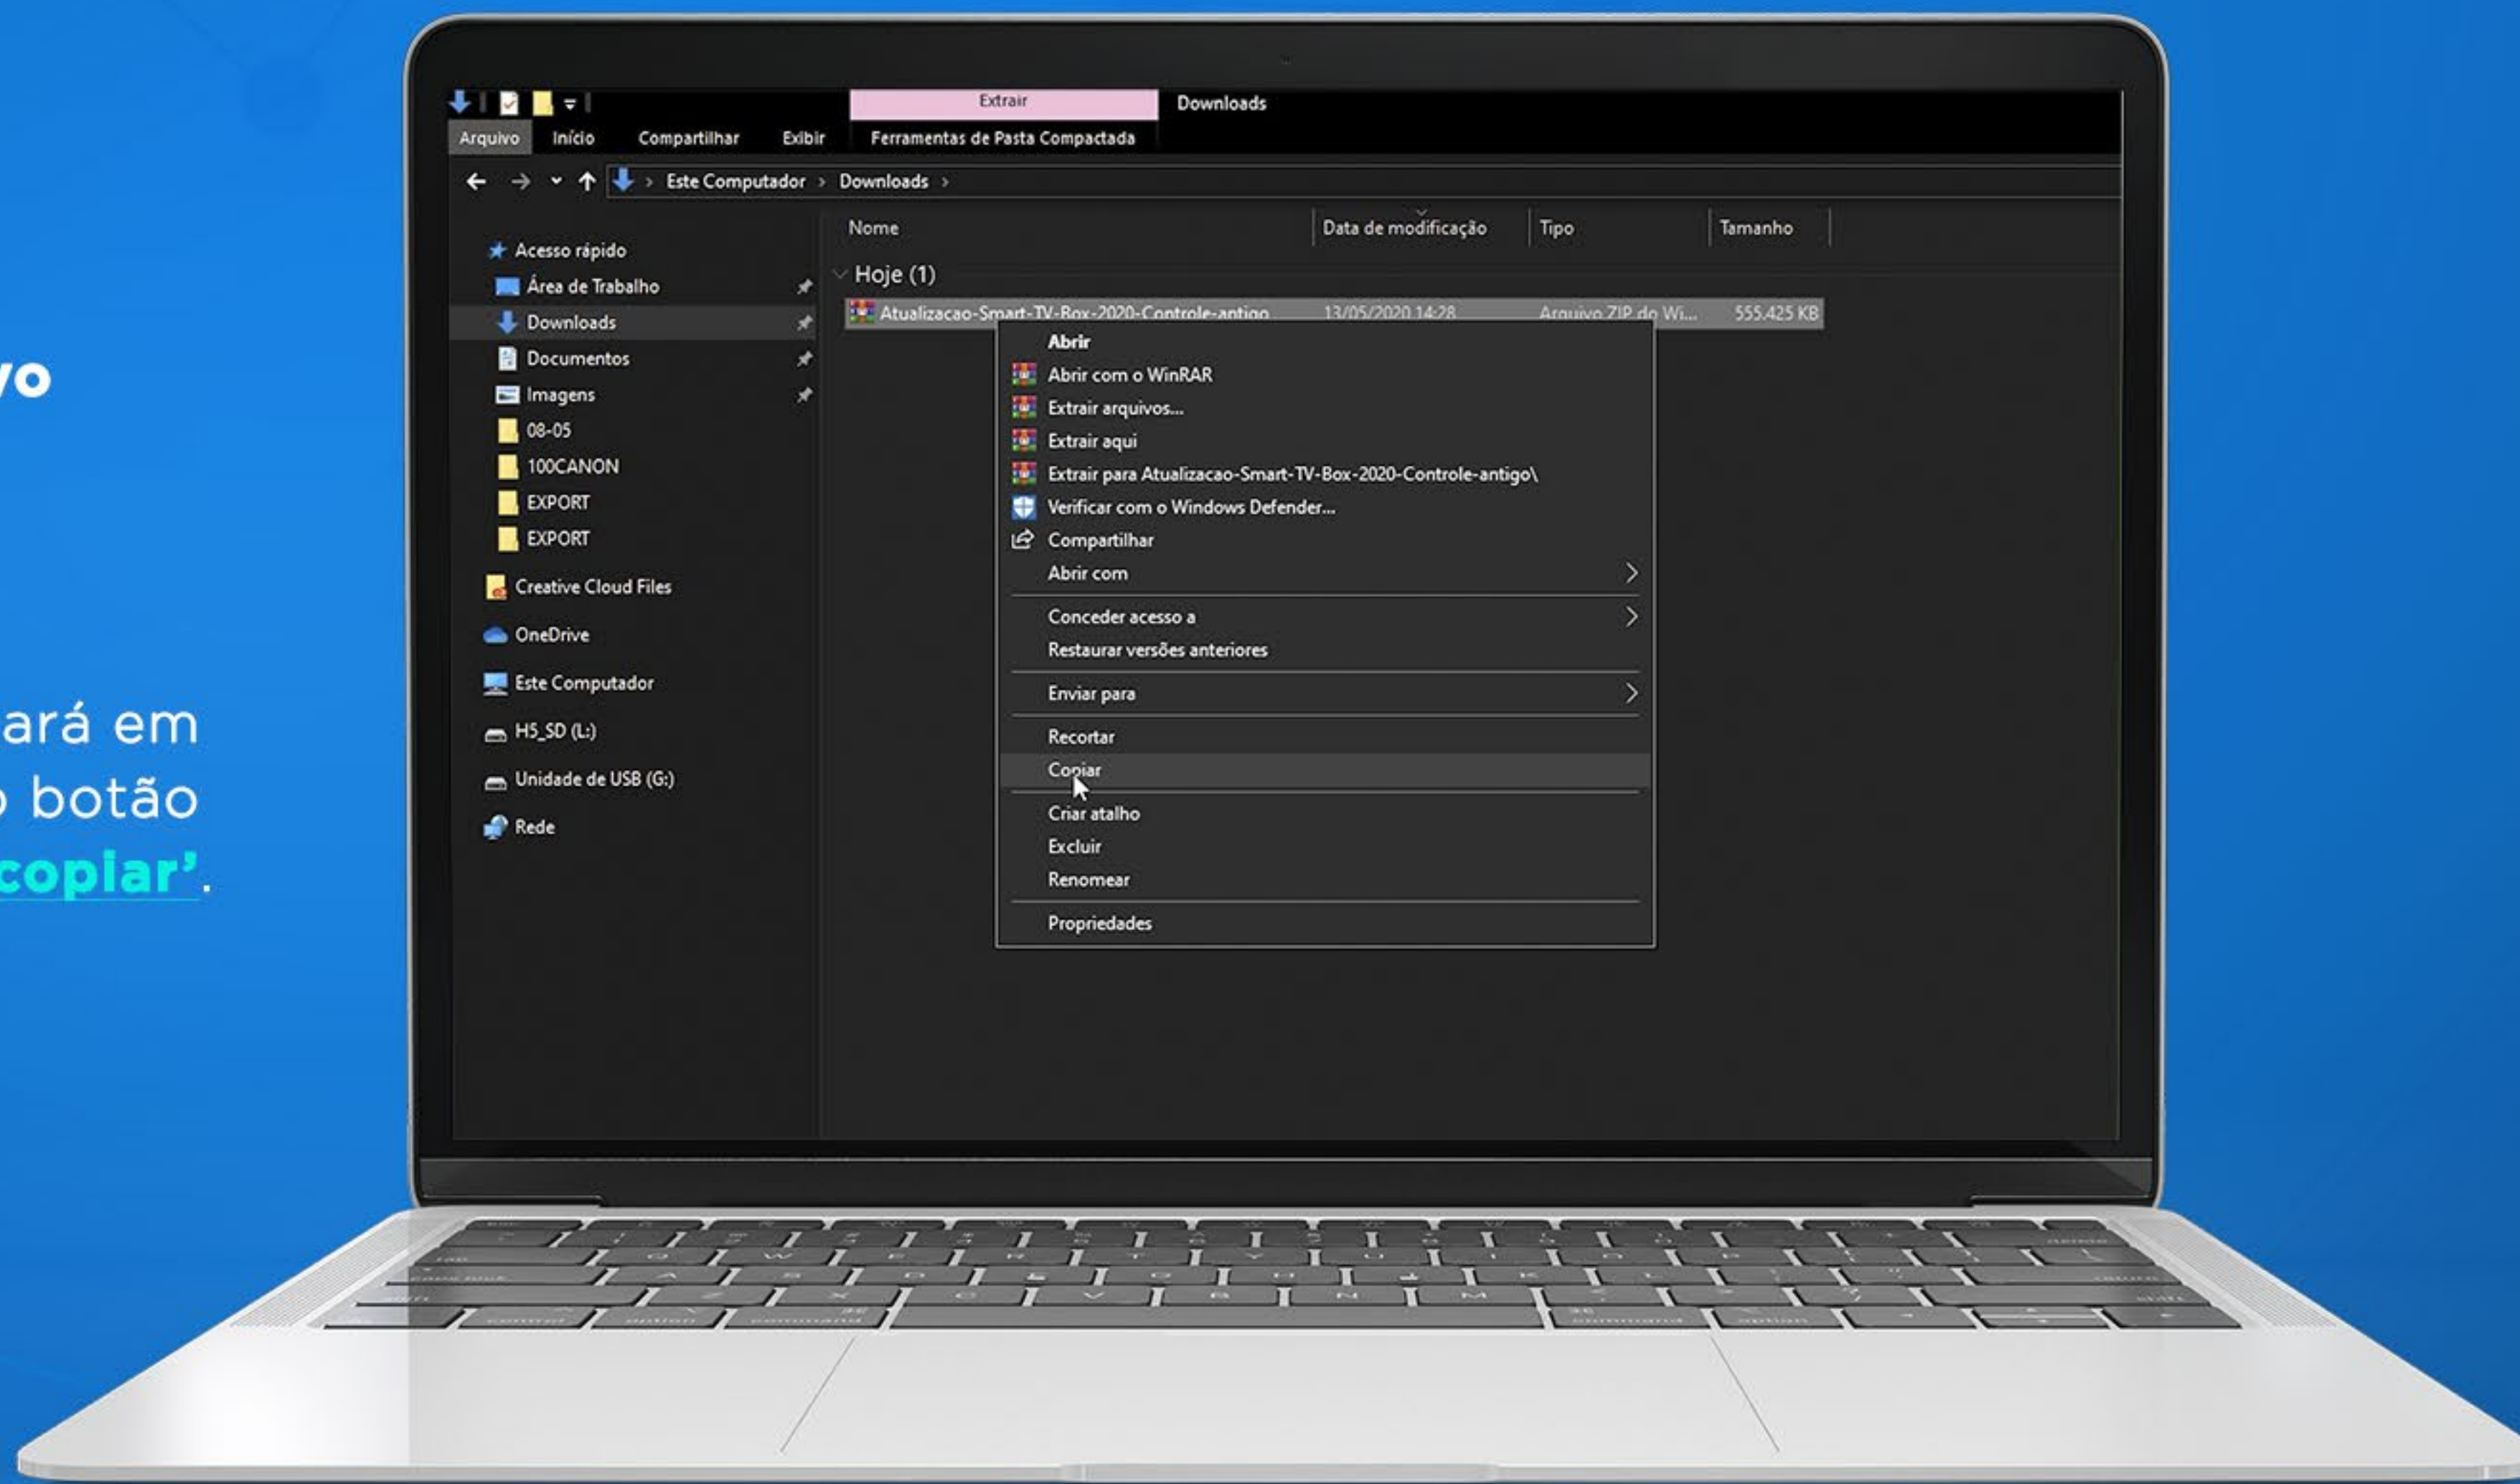 vo
ará em
o botão
copiar’.
Extrair
Downloads
Arquivo Início Compartilhar Exibir Ferramentas de Pasta Compactada
Este Computador > Downloads >
Acesso rápido
Área de Trabalho
Downloads
Documentos
Imagens
08-05
100CANON
EXPORT
EXPORT
Creative Cloud Files
OneDrive
Este Computador
H5_SD (L:)
Unidade de USB (G:)
Rede
Nome Data de modificação Tipo Tamanho
Hoje (1)
Atualizacao-Smart-TV-Box-2020-Controle-antigo 13/05/2020 14:28 Arquivo ZIP do Wi... 555.425 KB
Abrir
Abrir com o WinRAR
Extrair arquivos...
Extrair aqui
Extrair para Atualizacao-Smart-TV-Box-2020-Controle-antigo\
Verificar com o Windows Defender...
Compartilhar
Abrir com
Conceder acesso a
Restaurar versões anteriores
Enviar para
Recortar
Copiar
Criar atalho
Excluir
Renomear
Propriedades